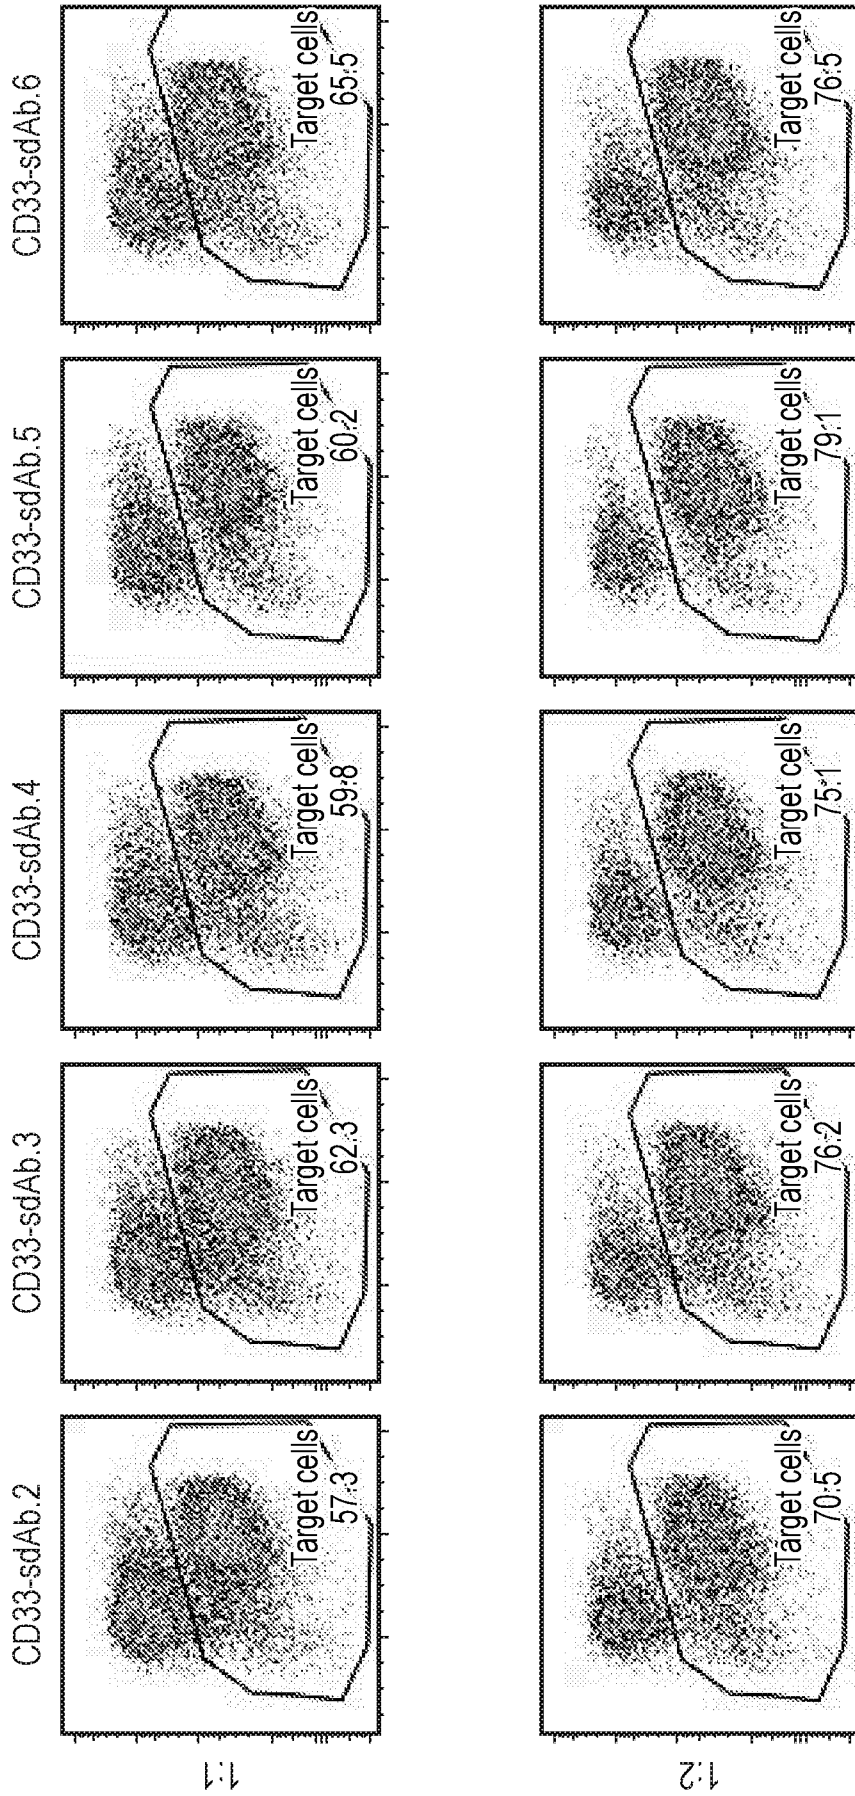 CD33-sdAb.2
CD33-sdAb.3
CD33-sdAb.4
CD33-sdAb.5
CD33-sdAb.6
1:1
Target cells
57.3
Target cells
62.3
Target cells
59.8
Target cells
60.2
Target cells
65.5
1:2
Target cells
70.5
Target cells
76.2
Target cells
75.1
Target cells
79.1
Target cells
76.5